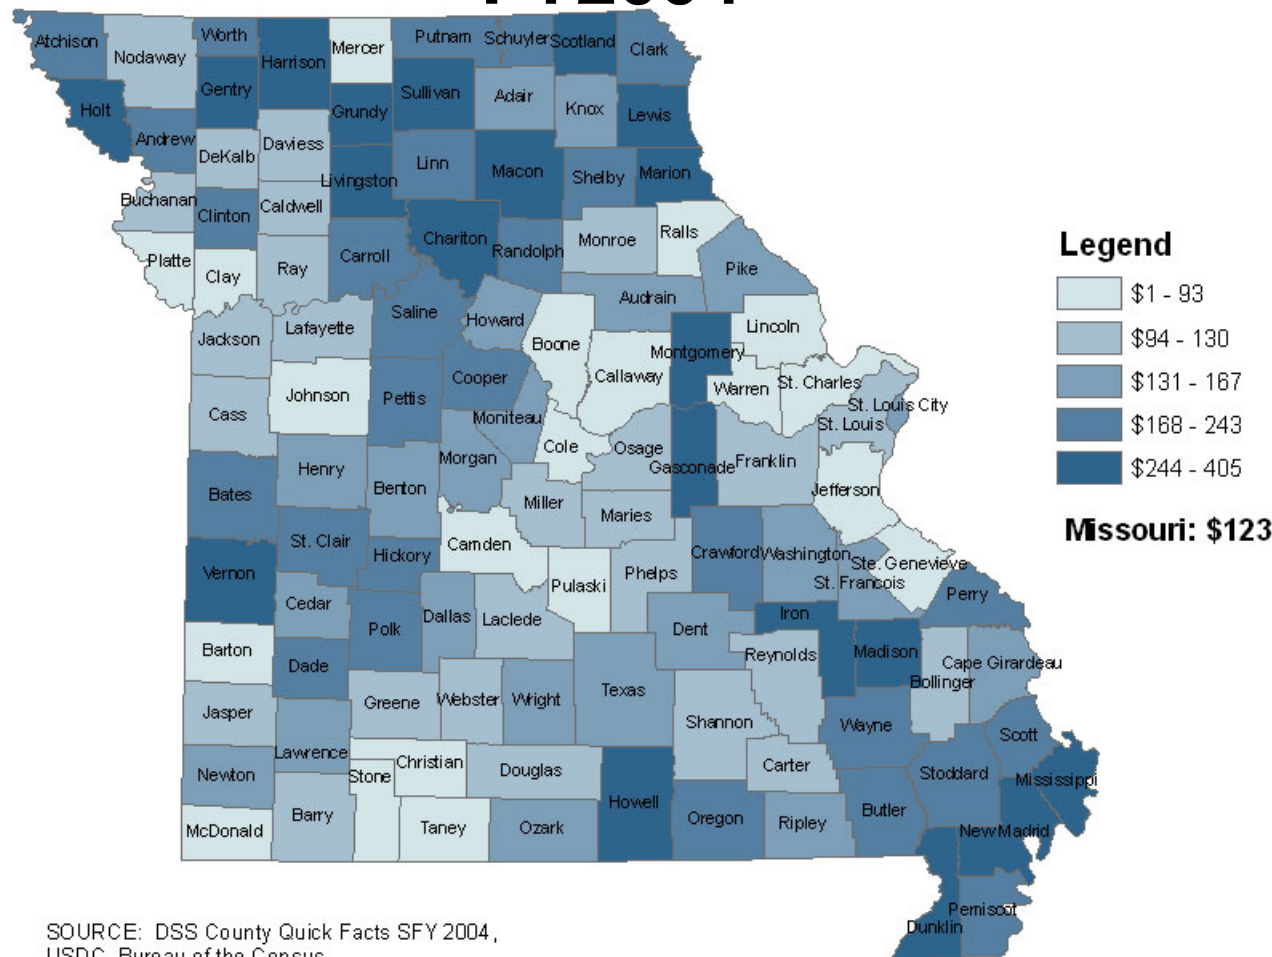 Atchison
Nodaway
Worth
Harrison
Mercer
Putnam
Schuyler
Scotland
Clark
Holt
Gentry
Grundy
Sullivan
Adair
Knox
Lewis
Andrew
DeKalb
Daviess
Livingston
Linn
Macon
Shelby
Marion
Buchanan
Clinton
Caldwell
Carroll
Chariton
Randolph
Monroe
Ralls
Platte
Clay
Ray
Pike
Jackson
Lafayette
Saline
Howard
Boone
Audrain
Montgomery
Lincoln
Cass
Johnson
Pettis
Cooper
Moniteau
Callaway
Warren
St. Charles
St. Louis City
St. Louis
Bates
Henry
Benton
Morgan
Cole
Osage
Gasconade
Franklin
Jefferson
Miller
Maries
Vernon
St. Clair
Hickory
Camden
Pulaski
Phelps
Crawford
Washington
Ste. Genevieve
St. Francois
Perry
Cedar
Polk
Dallas
Laclede
Dent
Iron
Madison
Barton
Dade
Reynolds
Bollinger
Cape Girardeau
Jasper
Greene
Webster
Wright
Texas
Shannon
Wayne
Scott
Newton
Lawrence
Stone
Christian
Douglas
Howell
Carter
Stoddard
Mississippi
McDonald
Barry
Taney
Ozark
Oregon
Ripley
Butler
New Madrid
Pemiscot
Dunklin
Legend
$1 - 93
$94 - 130
$131 - 167
$168 - 243
$244 - 405
Missouri: $123
SOURCE: DSS County Quick Facts SFY 2004,
USDC, Bureau of the Census